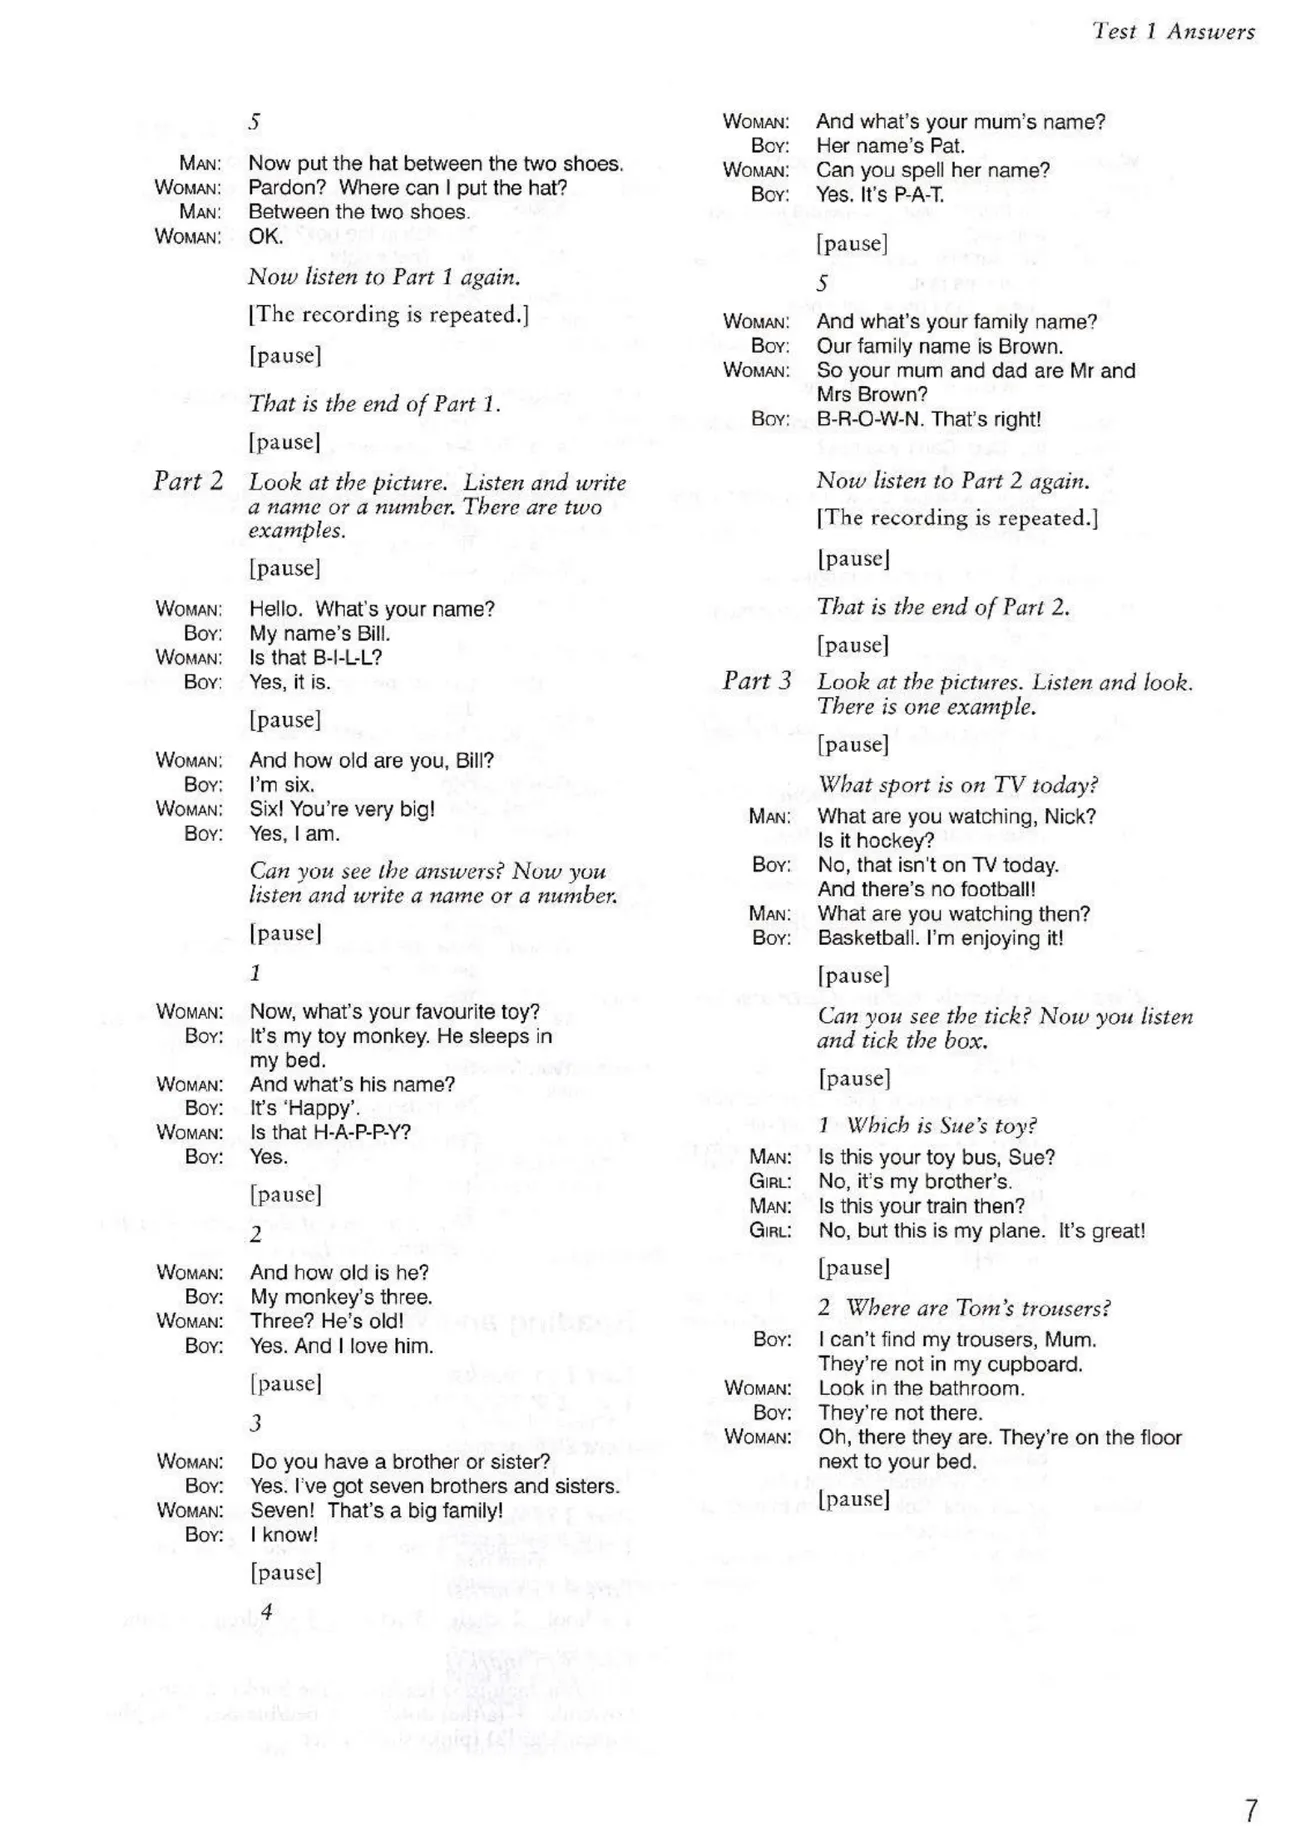 Test 1 Answers
5
MAN: Now put the hat between the two shoes.
WOMAN: Pardon? Where can I put the hat?
MAN: Between the two shoes.
WOMAN: OK.
Now listen to Part 1 again.
[The recording is repeated.]
[pause]
That is the end of Part 1.
[pause]
Part 2 Look at the picture. Listen and write
a name or a number. There are two
examples.
[pause]
WOMAN: Hello. What's your name?
BOY: My name's Bill.
WOMAN: Is that B-I-L-L?
BOY: Yes, it is.
[pause]
WOMAN: And how old are you, Bill?
BOY: I'm six.
WOMAN: Six! You're very big!
BOY: Yes, I am.
Can you see the answers? Now you
listen and write a name or a number.
[pause]
1
WOMAN: Now, what's your favourite toy?
BOY: It's my toy monkey. He sleeps in
my bed.
WOMAN: And what's his name?
BOY: It's 'Happy'.
WOMAN: Is that H-A-P-P-Y?
BOY: Yes.
[pause]
2
WOMAN: And how old is he?
BOY: My monkey's three.
WOMAN: Three? He's old!
BOY: Yes. And I love him.
[pause]
3
WOMAN: Do you have a brother or sister?
BOY: Yes. I've got seven brothers and sisters.
WOMAN: Seven! That's a big family!
BOY: I know!
[pause]
4
WOMAN: And what's your mum's name?
BOY: Her name's Pat.
WOMAN: Can you spell her name?
BOY: Yes. It's P-A-T.
[pause]
5
WOMAN: And what's your family name?
BOY: Our family name is Brown.
WOMAN: So your mum and dad are Mr and
Mrs Brown?
BOY: B-R-O-W-N. That's right!
Now listen to Part 2 again.
[The recording is repeated.]
[pause]
That is the end of Part 2.
[pause]
Part 3 Look at the pictures. Listen and look.
There is one example.
[pause]
What sport is on TV today?
MAN: What are you watching, Nick?
Is it hockey?
BOY: No, that isn't on TV today.
And there's no football!
MAN: What are you watching then?
BOY: Basketball. I'm enjoying it!
[pause]
Can you see the tick? Now you listen
and tick the box.
[pause]
1 Which is Sue's toy?
MAN: Is this your toy bus, Sue?
GIRL: No, it's my brother's.
MAN: Is this your train then?
GIRL: No, but this is my plane. It's great!
[pause]
2 Where are Tom's trousers?
BOY: I can't find my trousers, Mum.
They're not in my cupboard.
WOMAN: Look in the bathroom.
BOY: They're not there.
WOMAN: Oh, there they are. They're on the floor
next to your bed.
[pause]
7